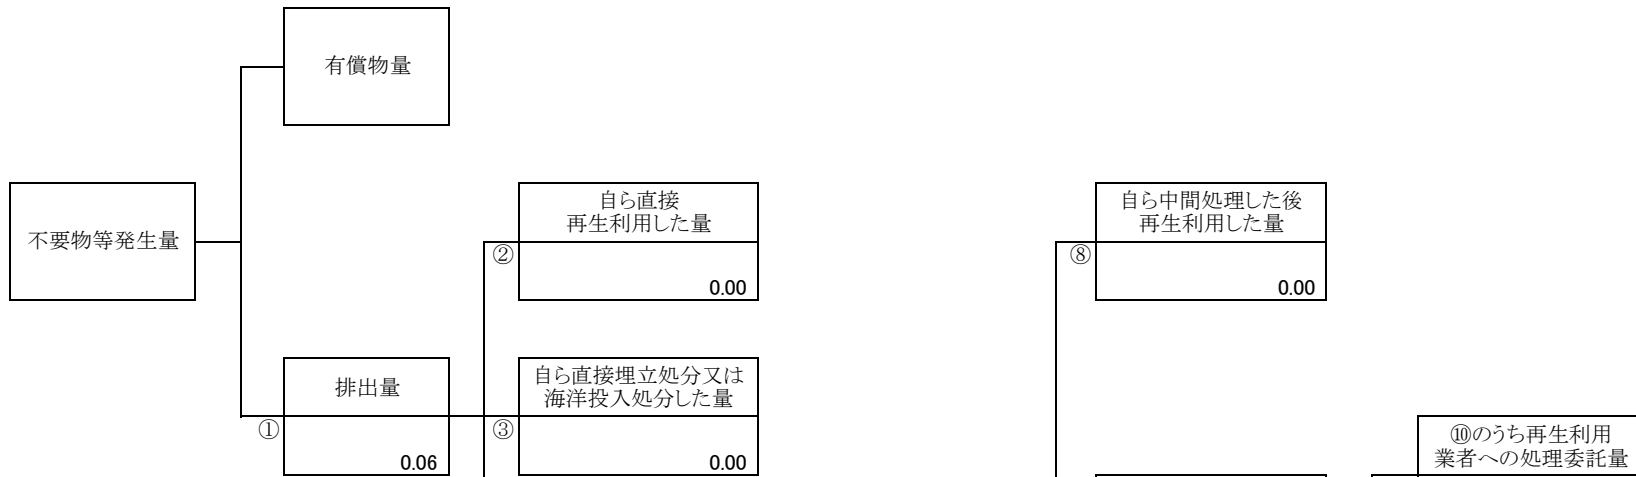 有償物量
不要物等発生量
自ら直接
再生利用した量
②
0.00
自ら中間処理した後
再生利用した量
⑧
0.00
排出量
①
0.06
自ら直接埋立処分又は
海洋投入処分した量
③
0.00
⑩のうち再生利用
業者への処理委託量